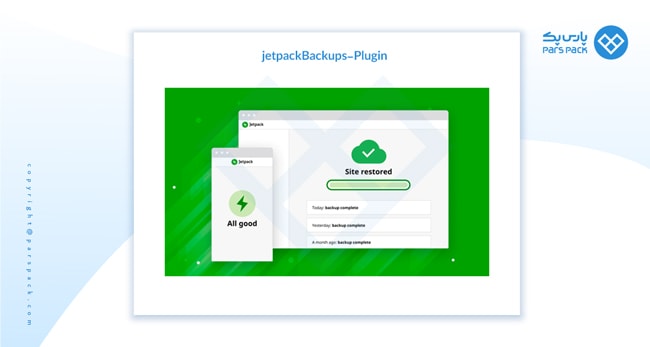 jetpackBackups-Plugin
پارس پک
PARS PACK
Jetpack
Site restored
Today: backup complete
Yesterday: backup complete
A month ago: backup complete
Jetpack
All good
copyright@parspack.com